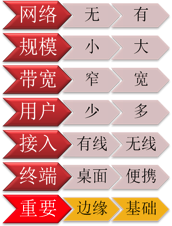 网络 无 有
规模 小 大
带宽 窄 宽
用户 少 多
接入 有线 无线
终端 桌面 便携
重要 边缘 基础